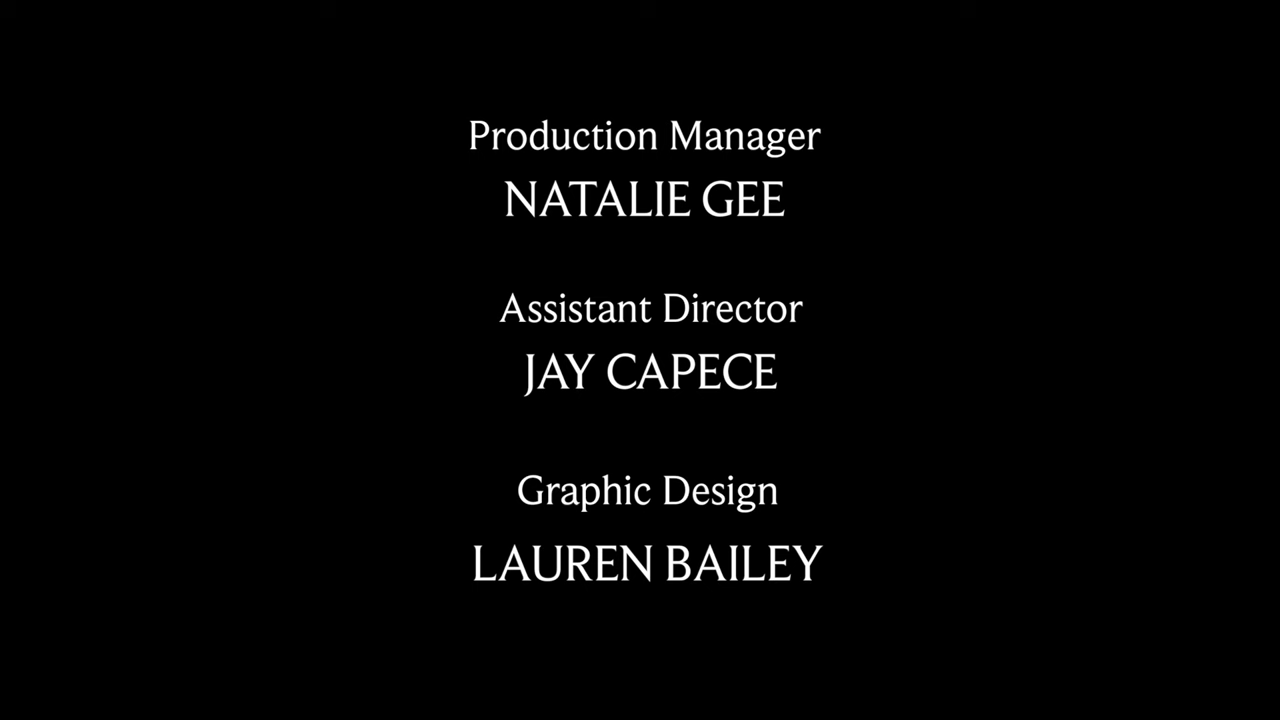 Production Manager
NATALIE GEE
Assistant Director
JAY CAPECE
Graphic Design
LAUREN BAILEY